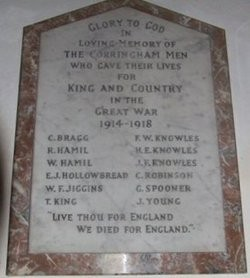 GLORY TO GOD
IN
LOVING MEMORY OF
THE CORRINGHAM MEN
WHO GAVE THEIR LIVES
FOR
KING AND COUNTRY
IN THE
GREAT WAR
1914-1918
C. BRAGG F. W. KNOWLES
R. HAMIL H. E. KNOWLES
W. HAMIL J. F. KNOWLES
E. J. HOLLOWBREAD C. ROBINSON
W. F. JIGGINS G. SPOONER
T. KING J. YOUNG
"LIVE THOU FOR ENGLAND
WE DIED FOR ENGLAND."